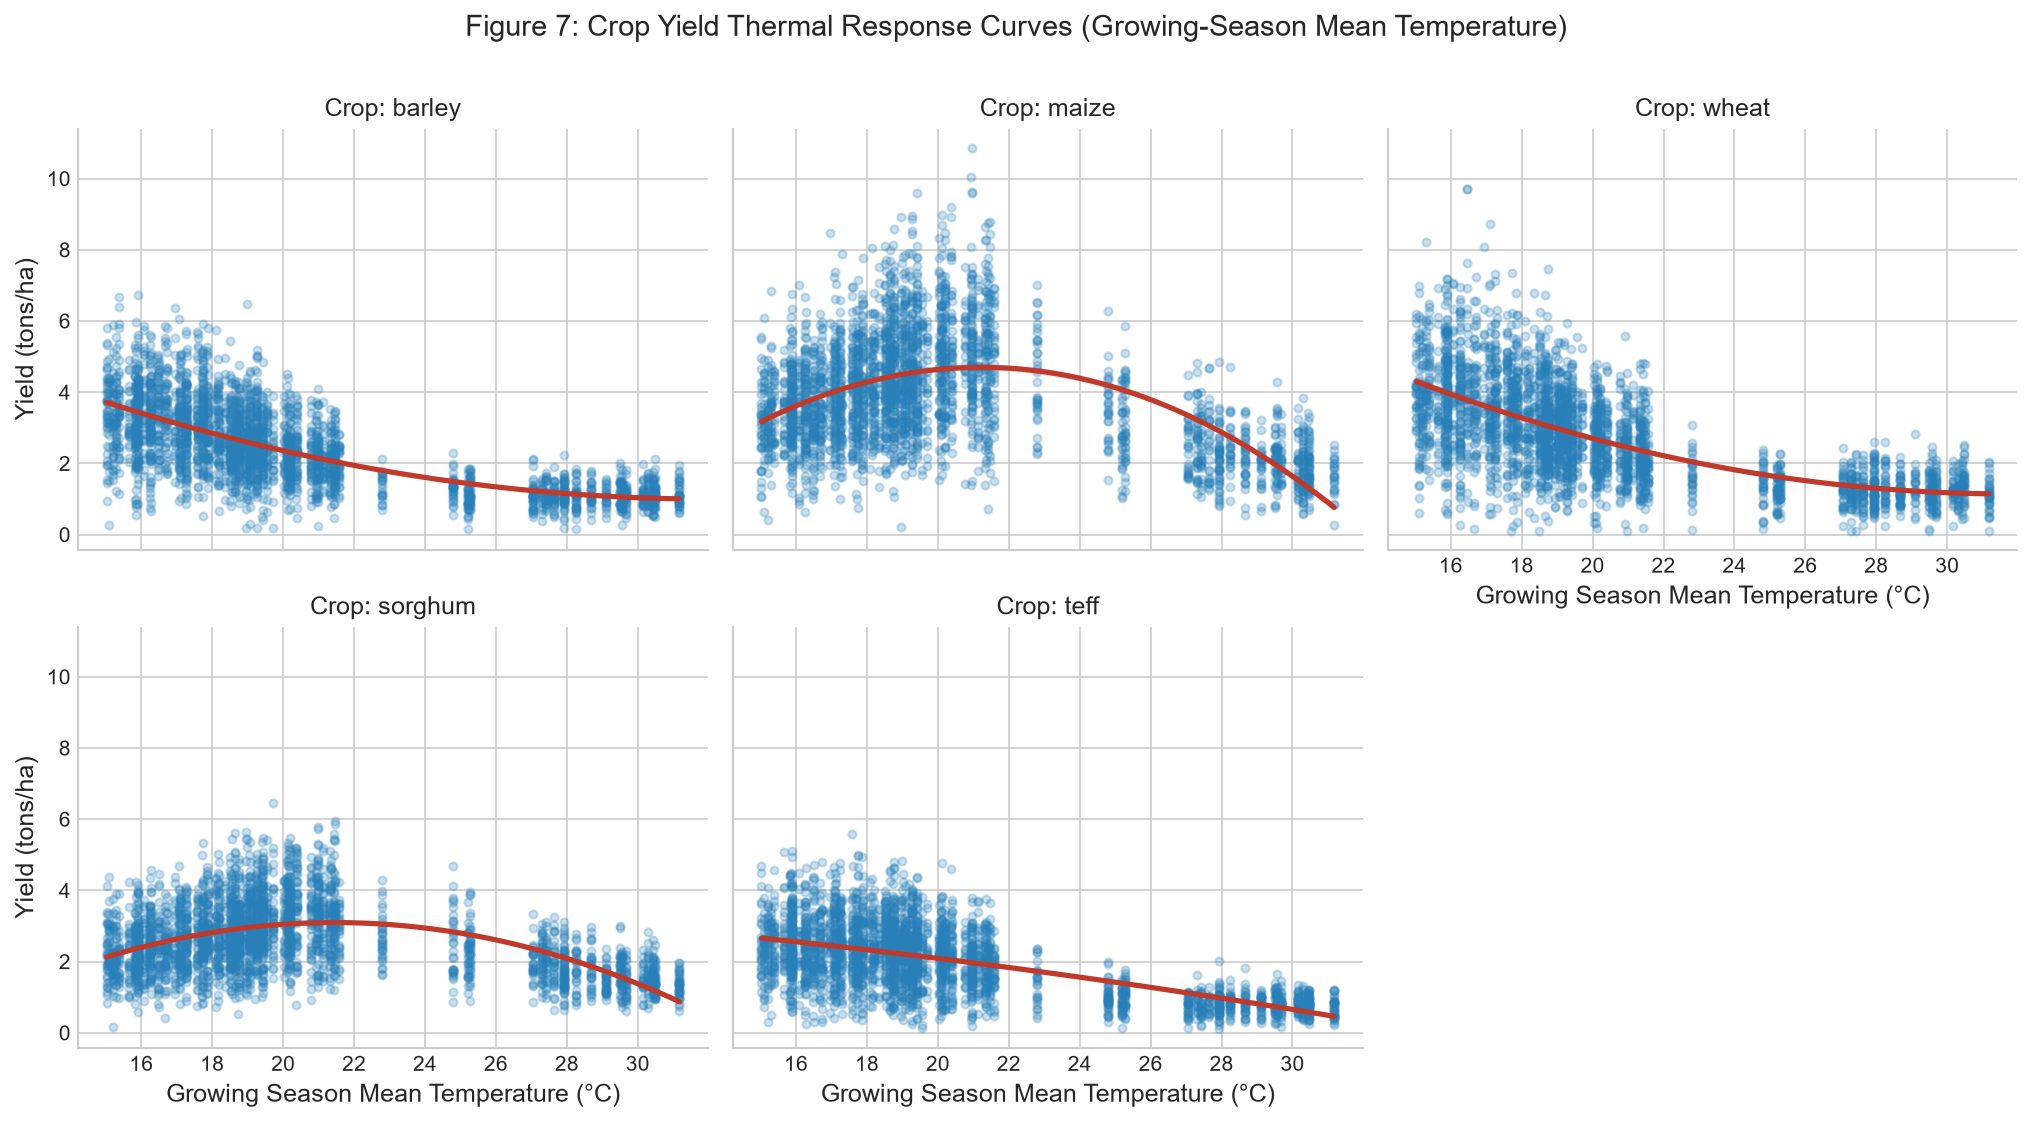 Figure 7: Crop Yield Thermal Response Curves (Growing-Season Mean Temperature)
Crop: barley
Crop: maize
Crop: wheat
Yield (tons/ha)
10
8
6
4
2
0
16 18 20 22 24 26 28 30
Growing Season Mean Temperature (°C)
Crop: sorghum
Crop: teff
Yield (tons/ha)
10
8
6
4
2
0
16 18 20 22 24 26 28 30
16 18 20 22 24 26 28 30
Growing Season Mean Temperature (°C)
Growing Season Mean Temperature (°C)